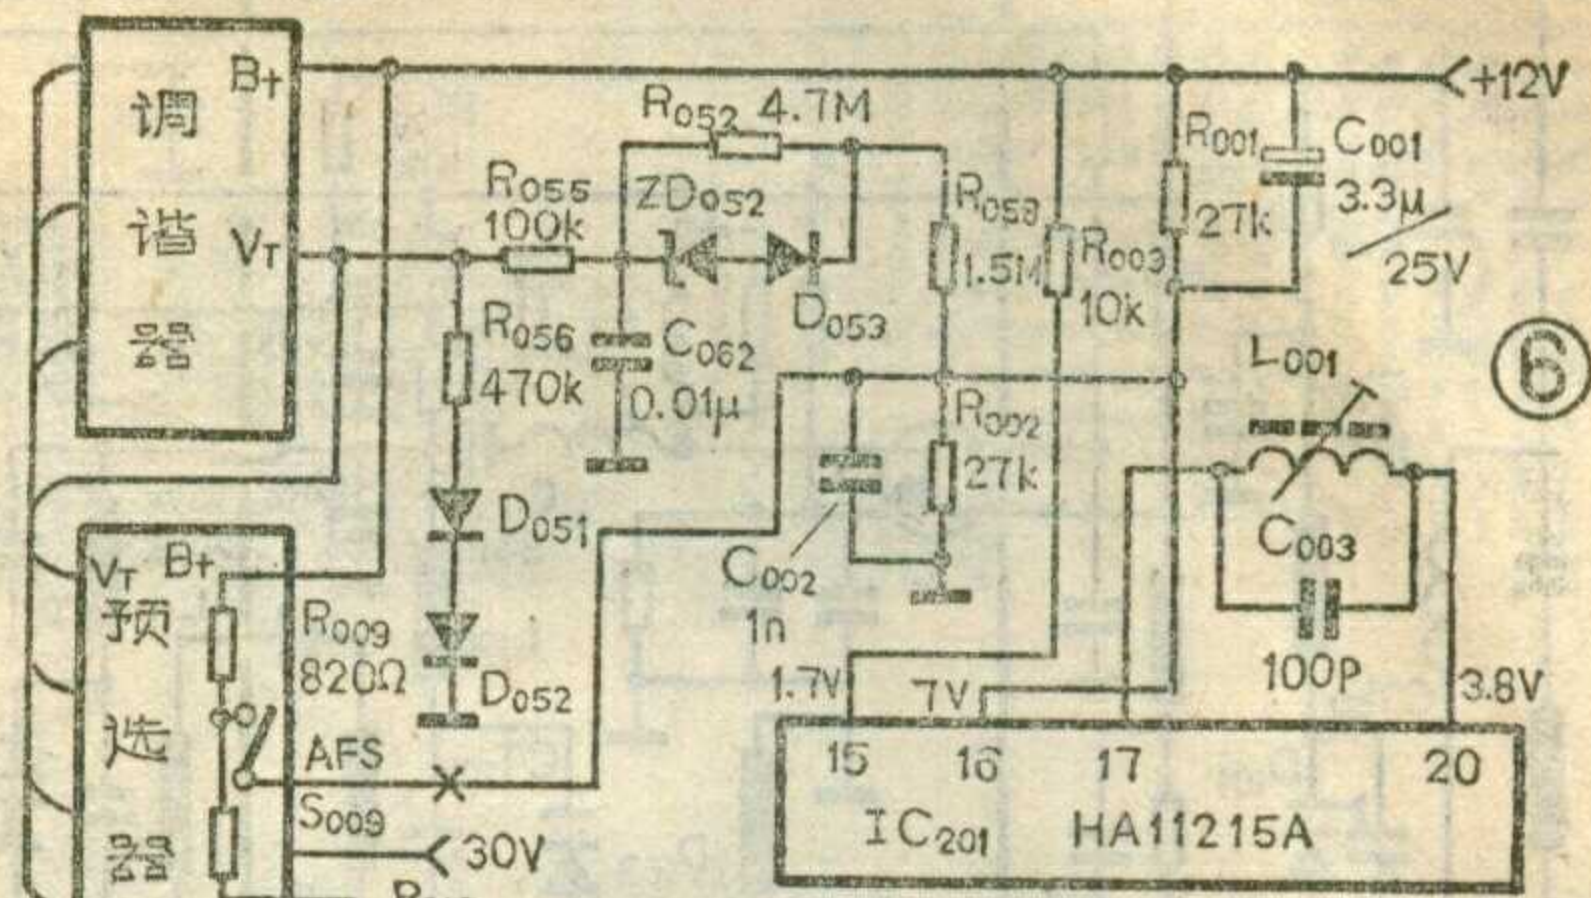 调谐器
B+
VT
+12V
R052 4.7M
R055
100k
ZD052
D053
R056
470k
C062
0.01μ
1.5M
R003
10k
R001
27k
C001
3.3μ
25V
⑥
L001
R002
27k
C002
1n
C003
100p
D051
D052
预选器
VT
B+
R009
820Ω
AFS
S009
30V
1.7V
7V
3.8V
15
16
17
20
IC201
HA11215A